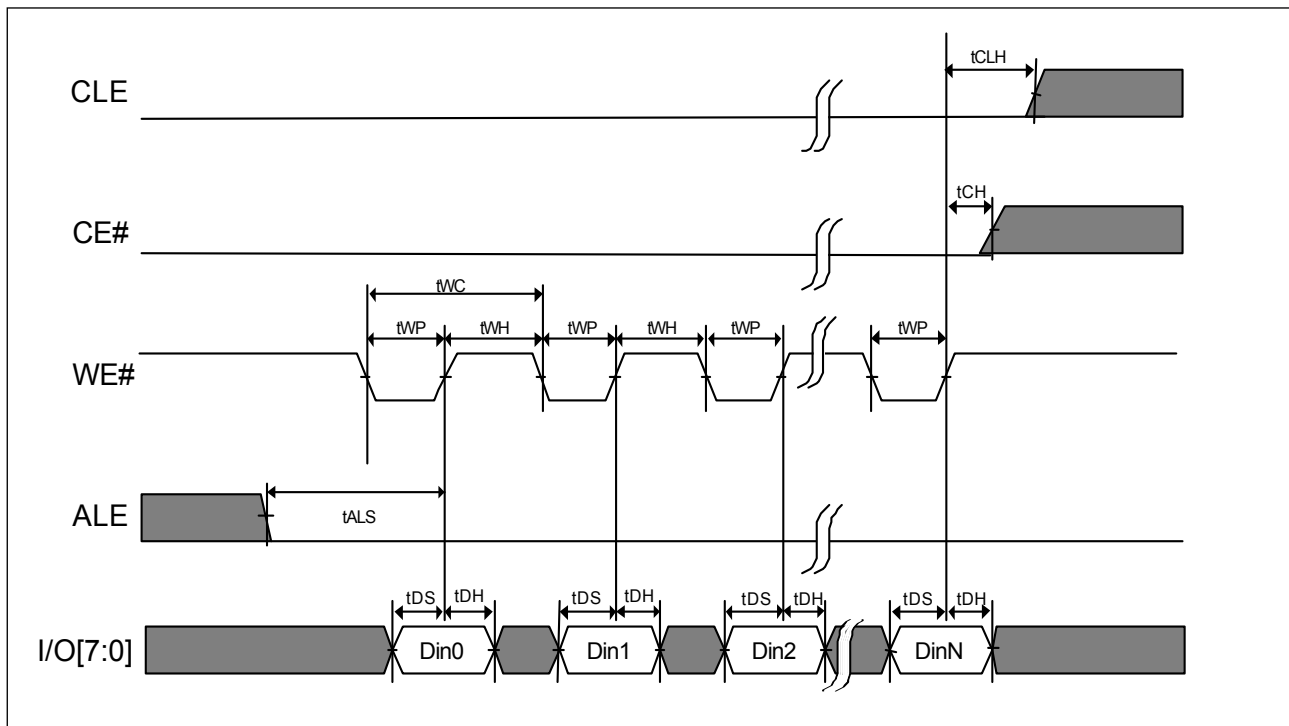 CLE
tCLH
CE#
tCH
tWC
tWP tWH tWP tWH tWP tWP
WE#
ALE
tALS
tDS tDH tDS tDH tDS tDH tDS tDH
I/O[7:0] Din0 Din1 Din2 DinN